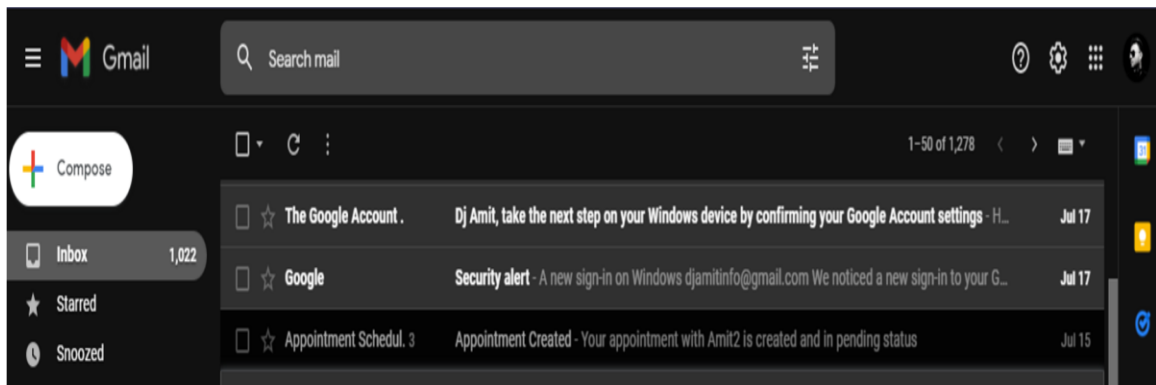 Gmail
Search mail
Compose
1–50 of 1,278
The Google Account . Dj Amit, take the next step on your Windows device by confirming your Google Account settings - H… Jul 17
Inbox 1,022
Google Security alert - A new sign-in on Windows djamitinfo@gmail.com We noticed a new sign-in to your G… Jul 17
Starred
Appointment Schedul. 3 Appointment Created - Your appointment with Amit2 is created and in pending status Jul 15
Snoozed
31